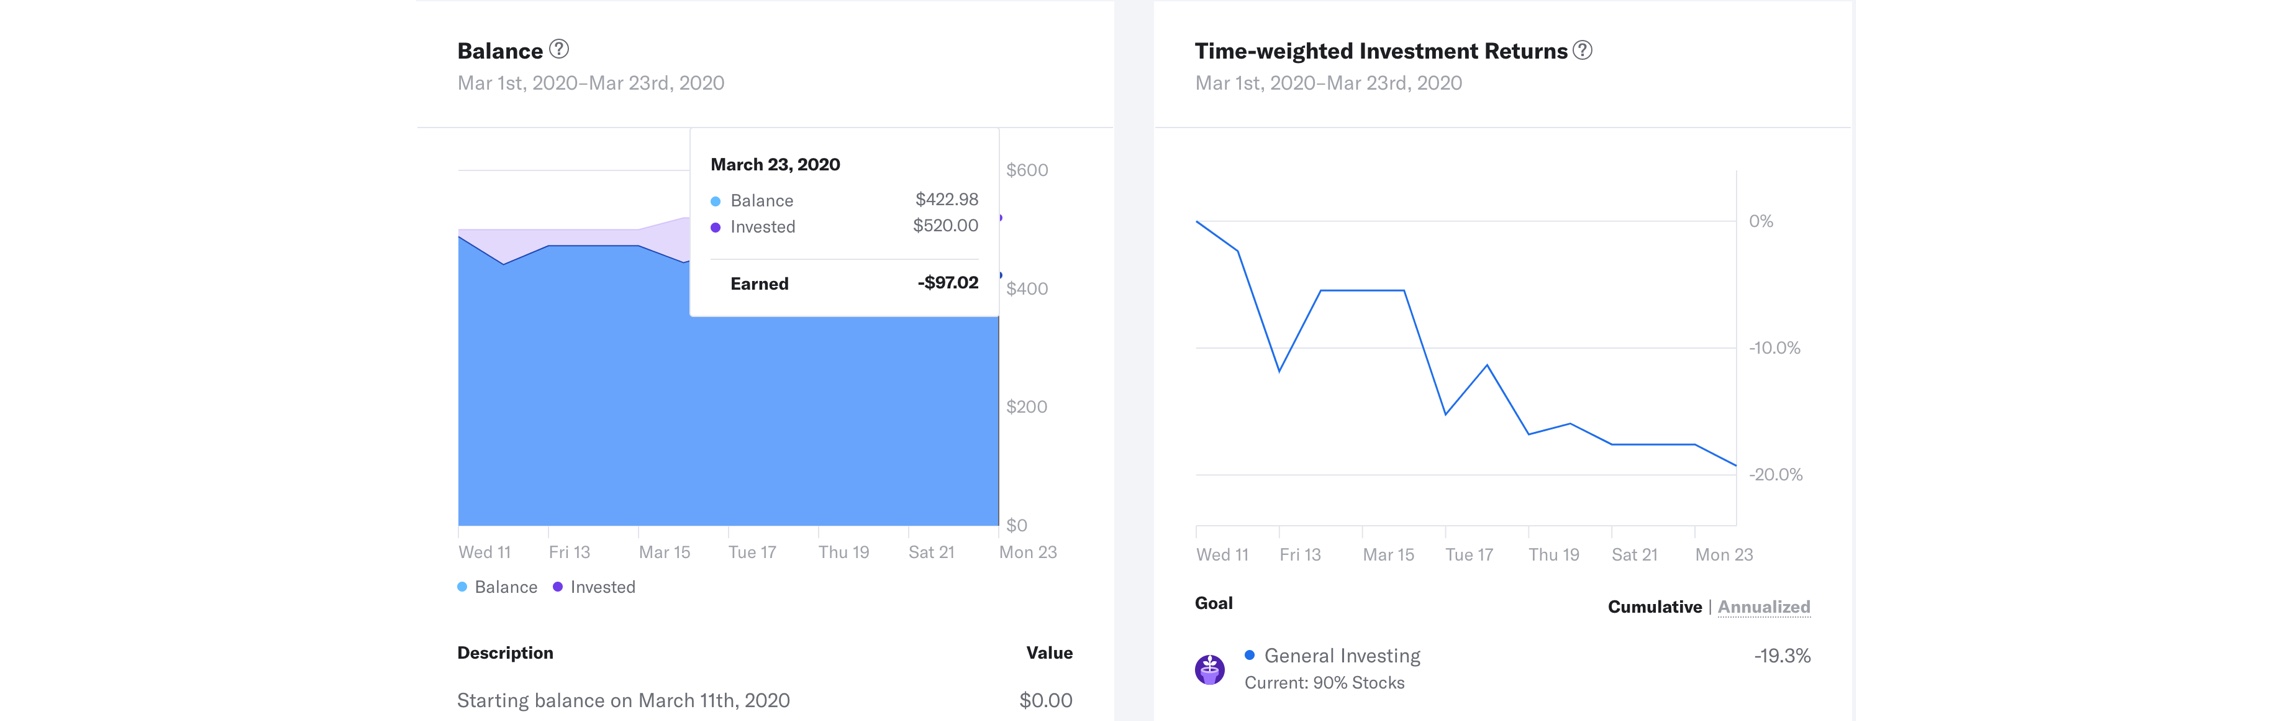 Balance ?
Mar 1st, 2020–Mar 23rd, 2020
March 23, 2020
Balance $422.98
Invested $520.00
Earned -$97.02
$600
$400
$200
$0
Wed 11 Fri 13 Mar 15 Tue 17 Thu 19 Sat 21 Mon 23
Balance Invested
Description Value
Starting balance on March 11th, 2020 $0.00
Time-weighted Investment Returns ?
Mar 1st, 2020–Mar 23rd, 2020
0%
-10.0%
-20.0%
Wed 11 Fri 13 Mar 15 Tue 17 Thu 19 Sat 21 Mon 23
Goal Cumulative | Annualized
General Investing -19.3%
Current: 90% Stocks